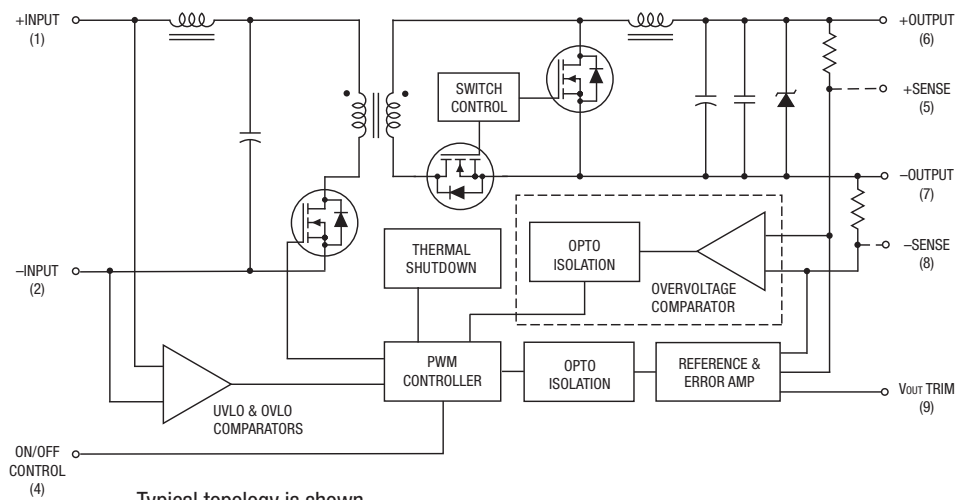 +INPUT
(1)
+OUTPUT
(6)
SWITCH
CONTROL
+SENSE
(5)
–OUTPUT
(7)
–INPUT
(2)
THERMAL
SHUTDOWN
OPTO
ISOLATION
OVERVOLTAGE
COMPARATOR
–SENSE
(8)
PWM
CONTROLLER
OPTO
ISOLATION
REFERENCE &
ERROR AMP
UVLO & OVLO
COMPARATORS
VOUT TRIM
(9)
ON/OFF
CONTROL
(4)
Typical topology is shown